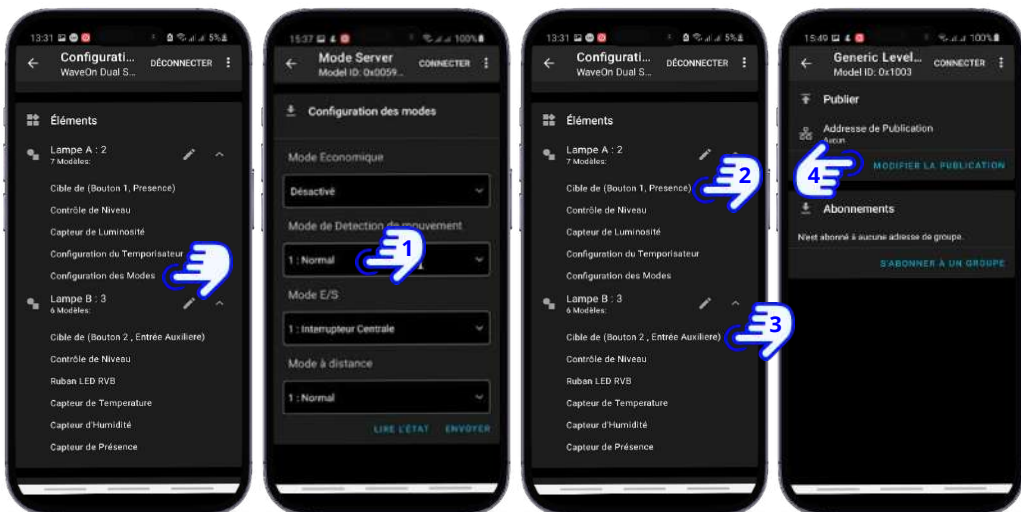 13:31 5%
Configurati...
WaveOn Dual S...
DÉCONNECTER
Éléments
Lampe A : 2
7 Modèles:
Cible de (Bouton 1, Presence)
Contrôle de Niveau
Capteur de Luminosité
Configuration du Temporisateur
Configuration des Modes
Lampe B : 3
6 Modèles:
Cible de (Bouton 2 , Entrée Auxiliere)
Contrôle de Niveau
Ruban LED RVB
Capteur de Temperature
Capteur d'Humidité
Capteur de Présence
15:37 100%
Mode Server
Model ID: 0x0059...
CONNECTER
Configuration des modes
Mode Economique
Désactivé
Mode de Detection de mouvement
1 : Normal
1
Mode E/S
1 : Interrupteur Centrale
Mode à distance
1 : Normal
LIRE L'ÉTAT ENVOYER
13:31 5%
Configurati...
WaveOn Dual S...
DÉCONNECTER
Éléments
Lampe A : 2
7 Modèles:
2
Cible de (Bouton 1, Presence)
Contrôle de Niveau
Capteur de Luminosité
Configuration du Temporisateur
Configuration des Modes
Lampe B : 3
6 Modèles:
3
Cible de (Bouton 2 , Entrée Auxiliere)
Contrôle de Niveau
Ruban LED RVB
Capteur de Temperature
Capteur d'Humidité
Capteur de Présence
15:49 100%
Generic Level...
Model ID: 0x1003
CONNECTER
Publier
Addresse de Publication
Aucun
MODIFIER LA PUBLICATION
4
Abonnements
N'est abonné à aucune adresse de groupe.
S'ABONNER À UN GROUPE